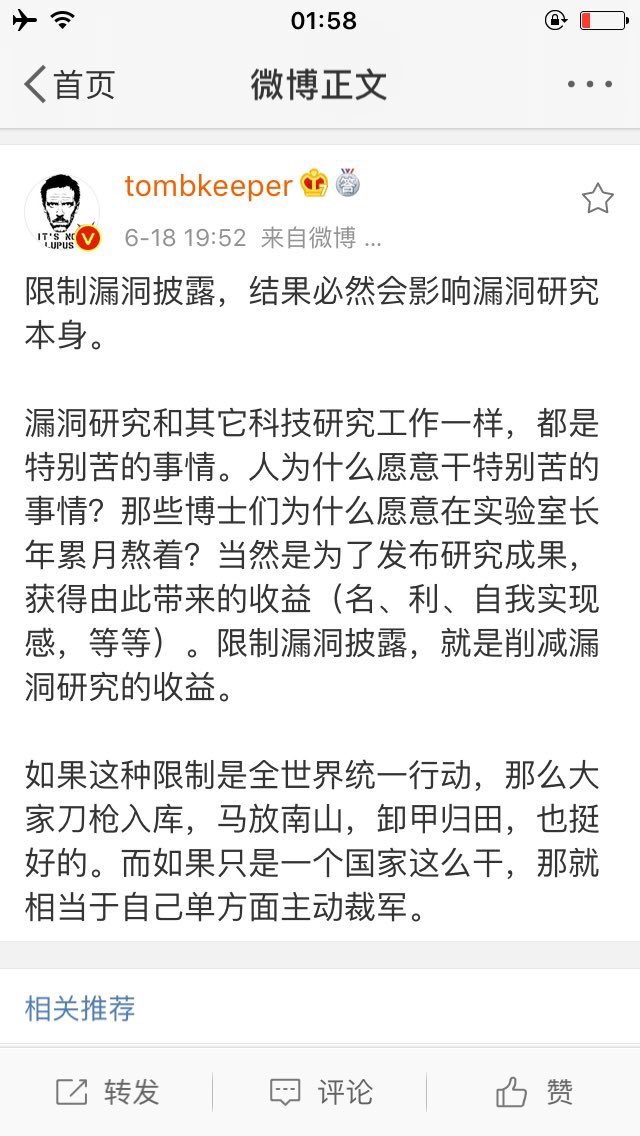 01:58
首页
微博正文
tombkeeper
IT'S NO
LUPUS
6-18 19:52 来自微博 ...
限制漏洞披露，结果必然会影响漏洞研究
本身。
漏洞研究和其它科技研究工作一样，都是
特别苦的事情。人为什么愿意干特别苦的
事情？那些博士们为什么愿意在实验室长
年累月熬着？当然是为了发布研究成果，
获得由此带来的收益（名、利、自我实现
感，等等）。限制漏洞披露，就是削减漏
洞研究的收益。
如果这种限制是全世界统一行动，那么大
家刀枪入库，马放南山，卸甲归田，也挺
好的。而如果只是一个国家这么干，那就
相当于自己单方面主动裁军。
相关推荐
转发
评论
赞